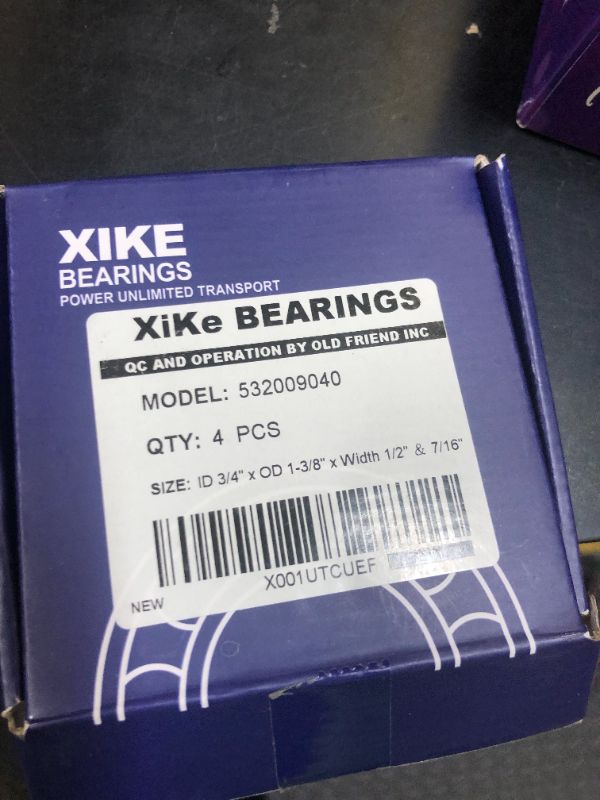 XIKE
BEARINGS
POWER UNLIMITED TRANSPORT
XiKe BEARINGS
QC AND OPERATION BY OLD FRIEND INC
MODEL: 532009040
QTY: 4 PCS
SIZE: ID 3/4" x OD 1-3/8" x Width 1/2" & 7/16"
X001UTCUEF
NEW